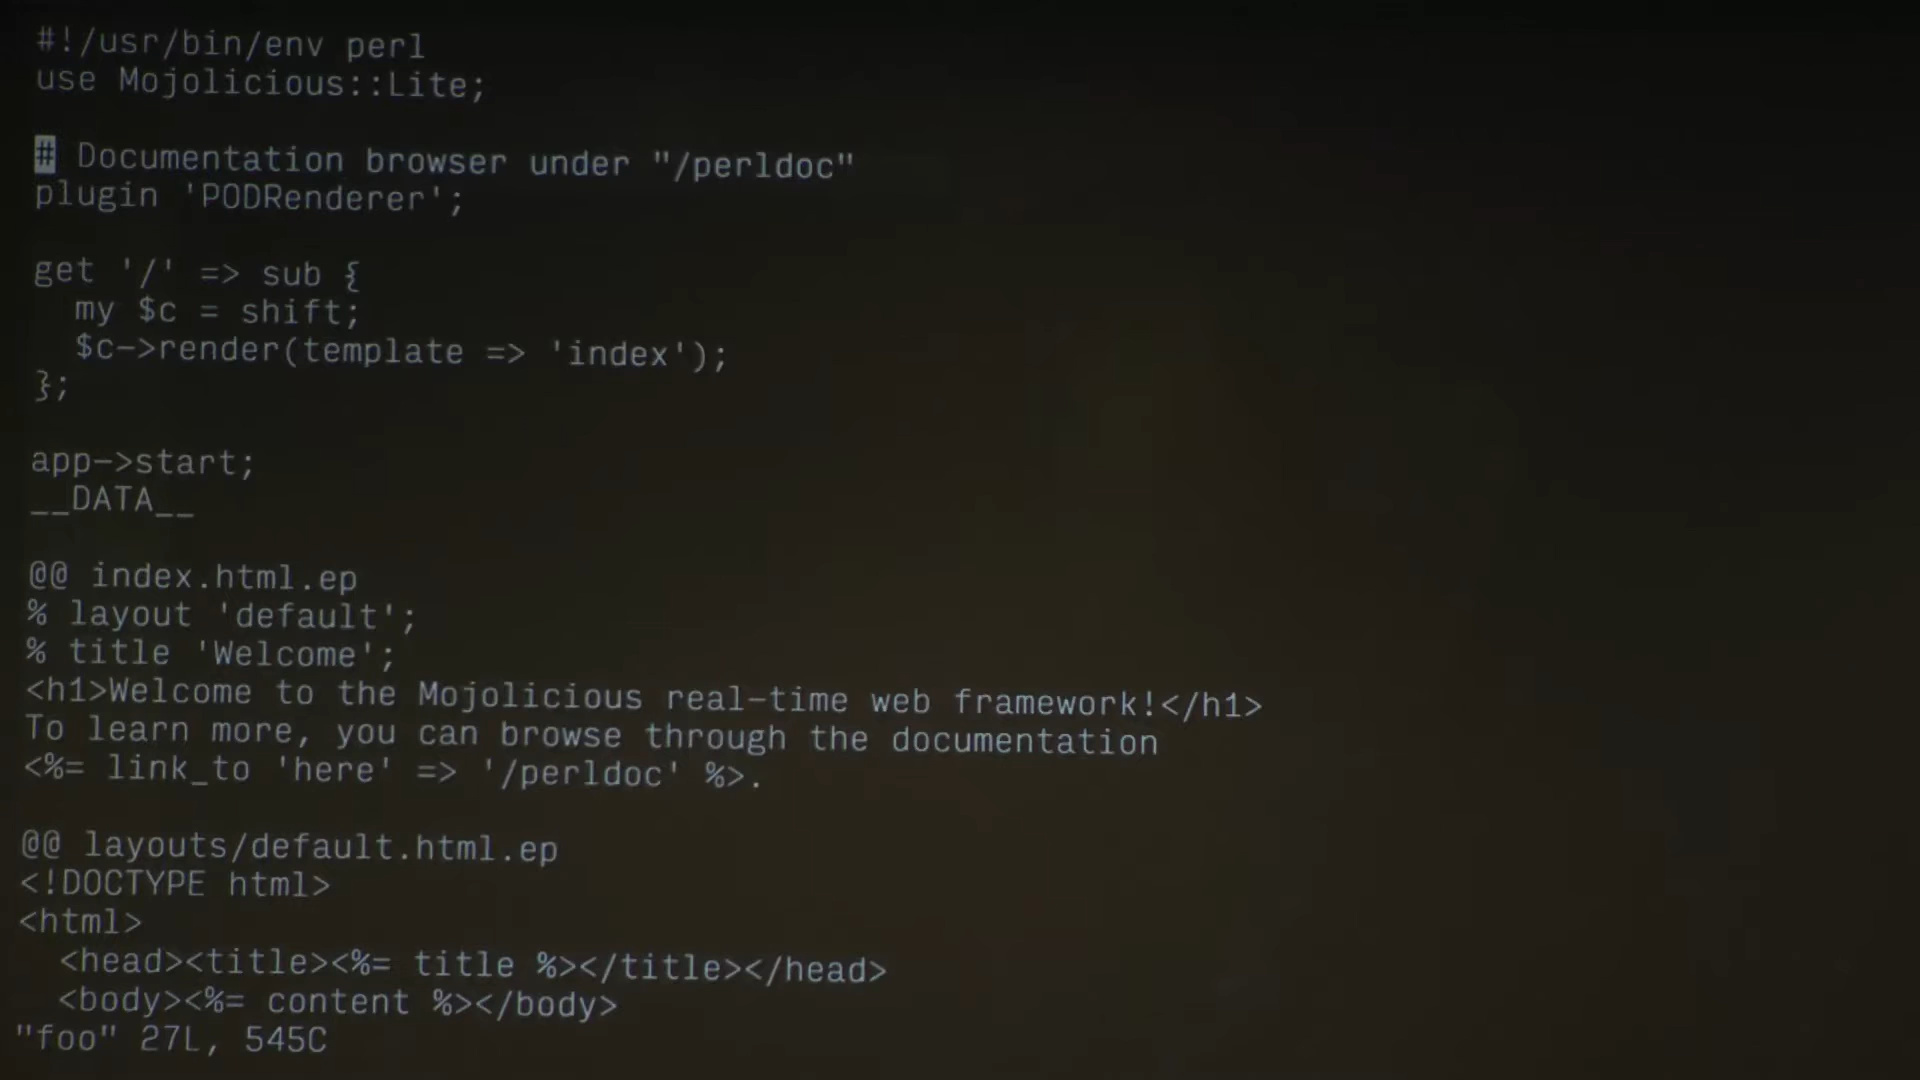 #!/usr/bin/env perl
use Mojolicious::Lite;
# Documentation browser under "/perldoc"
plugin 'PODRenderer';
get '/' => sub {
my $c = shift;
$c->render(template => 'index');
};
app->start;
__DATA__
@@ index.html.ep
% layout 'default';
% title 'Welcome';
<h1>Welcome to the Mojolicious real-time web framework!</h1>
To learn more, you can browse through the documentation
<%= link_to 'here' => '/perldoc' %>.
@@ layouts/default.html.ep
<!DOCTYPE html>
<html>
<head><title><%= title %></title></head>
<body><%= content %></body>
"foo" 27L, 545C